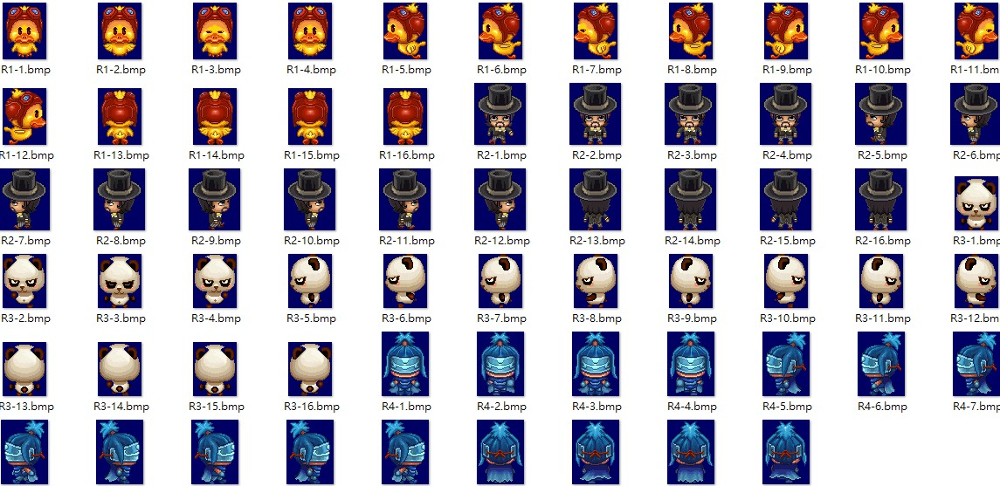 R1-1.bmp R1-2.bmp R1-3.bmp R1-4.bmp R1-5.bmp R1-6.bmp R1-7.bmp R1-8.bmp R1-9.bmp R1-10.bmp R1-11.bm
R1-12.bmp R1-13.bmp R1-14.bmp R1-15.bmp R1-16.bmp R2-1.bmp R2-2.bmp R2-3.bmp R2-4.bmp R2-5.bmp R2-6.bmp
R2-7.bmp R2-8.bmp R2-9.bmp R2-10.bmp R2-11.bmp R2-12.bmp R2-13.bmp R2-14.bmp R2-15.bmp R2-16.bmp R3-1.bmp
R3-2.bmp R3-3.bmp R3-4.bmp R3-5.bmp R3-6.bmp R3-7.bmp R3-8.bmp R3-9.bmp R3-10.bmp R3-11.bmp R3-12.bm
R3-13.bmp R3-14.bmp R3-15.bmp R3-16.bmp R4-1.bmp R4-2.bmp R4-3.bmp R4-4.bmp R4-5.bmp R4-6.bmp R4-7.bmp